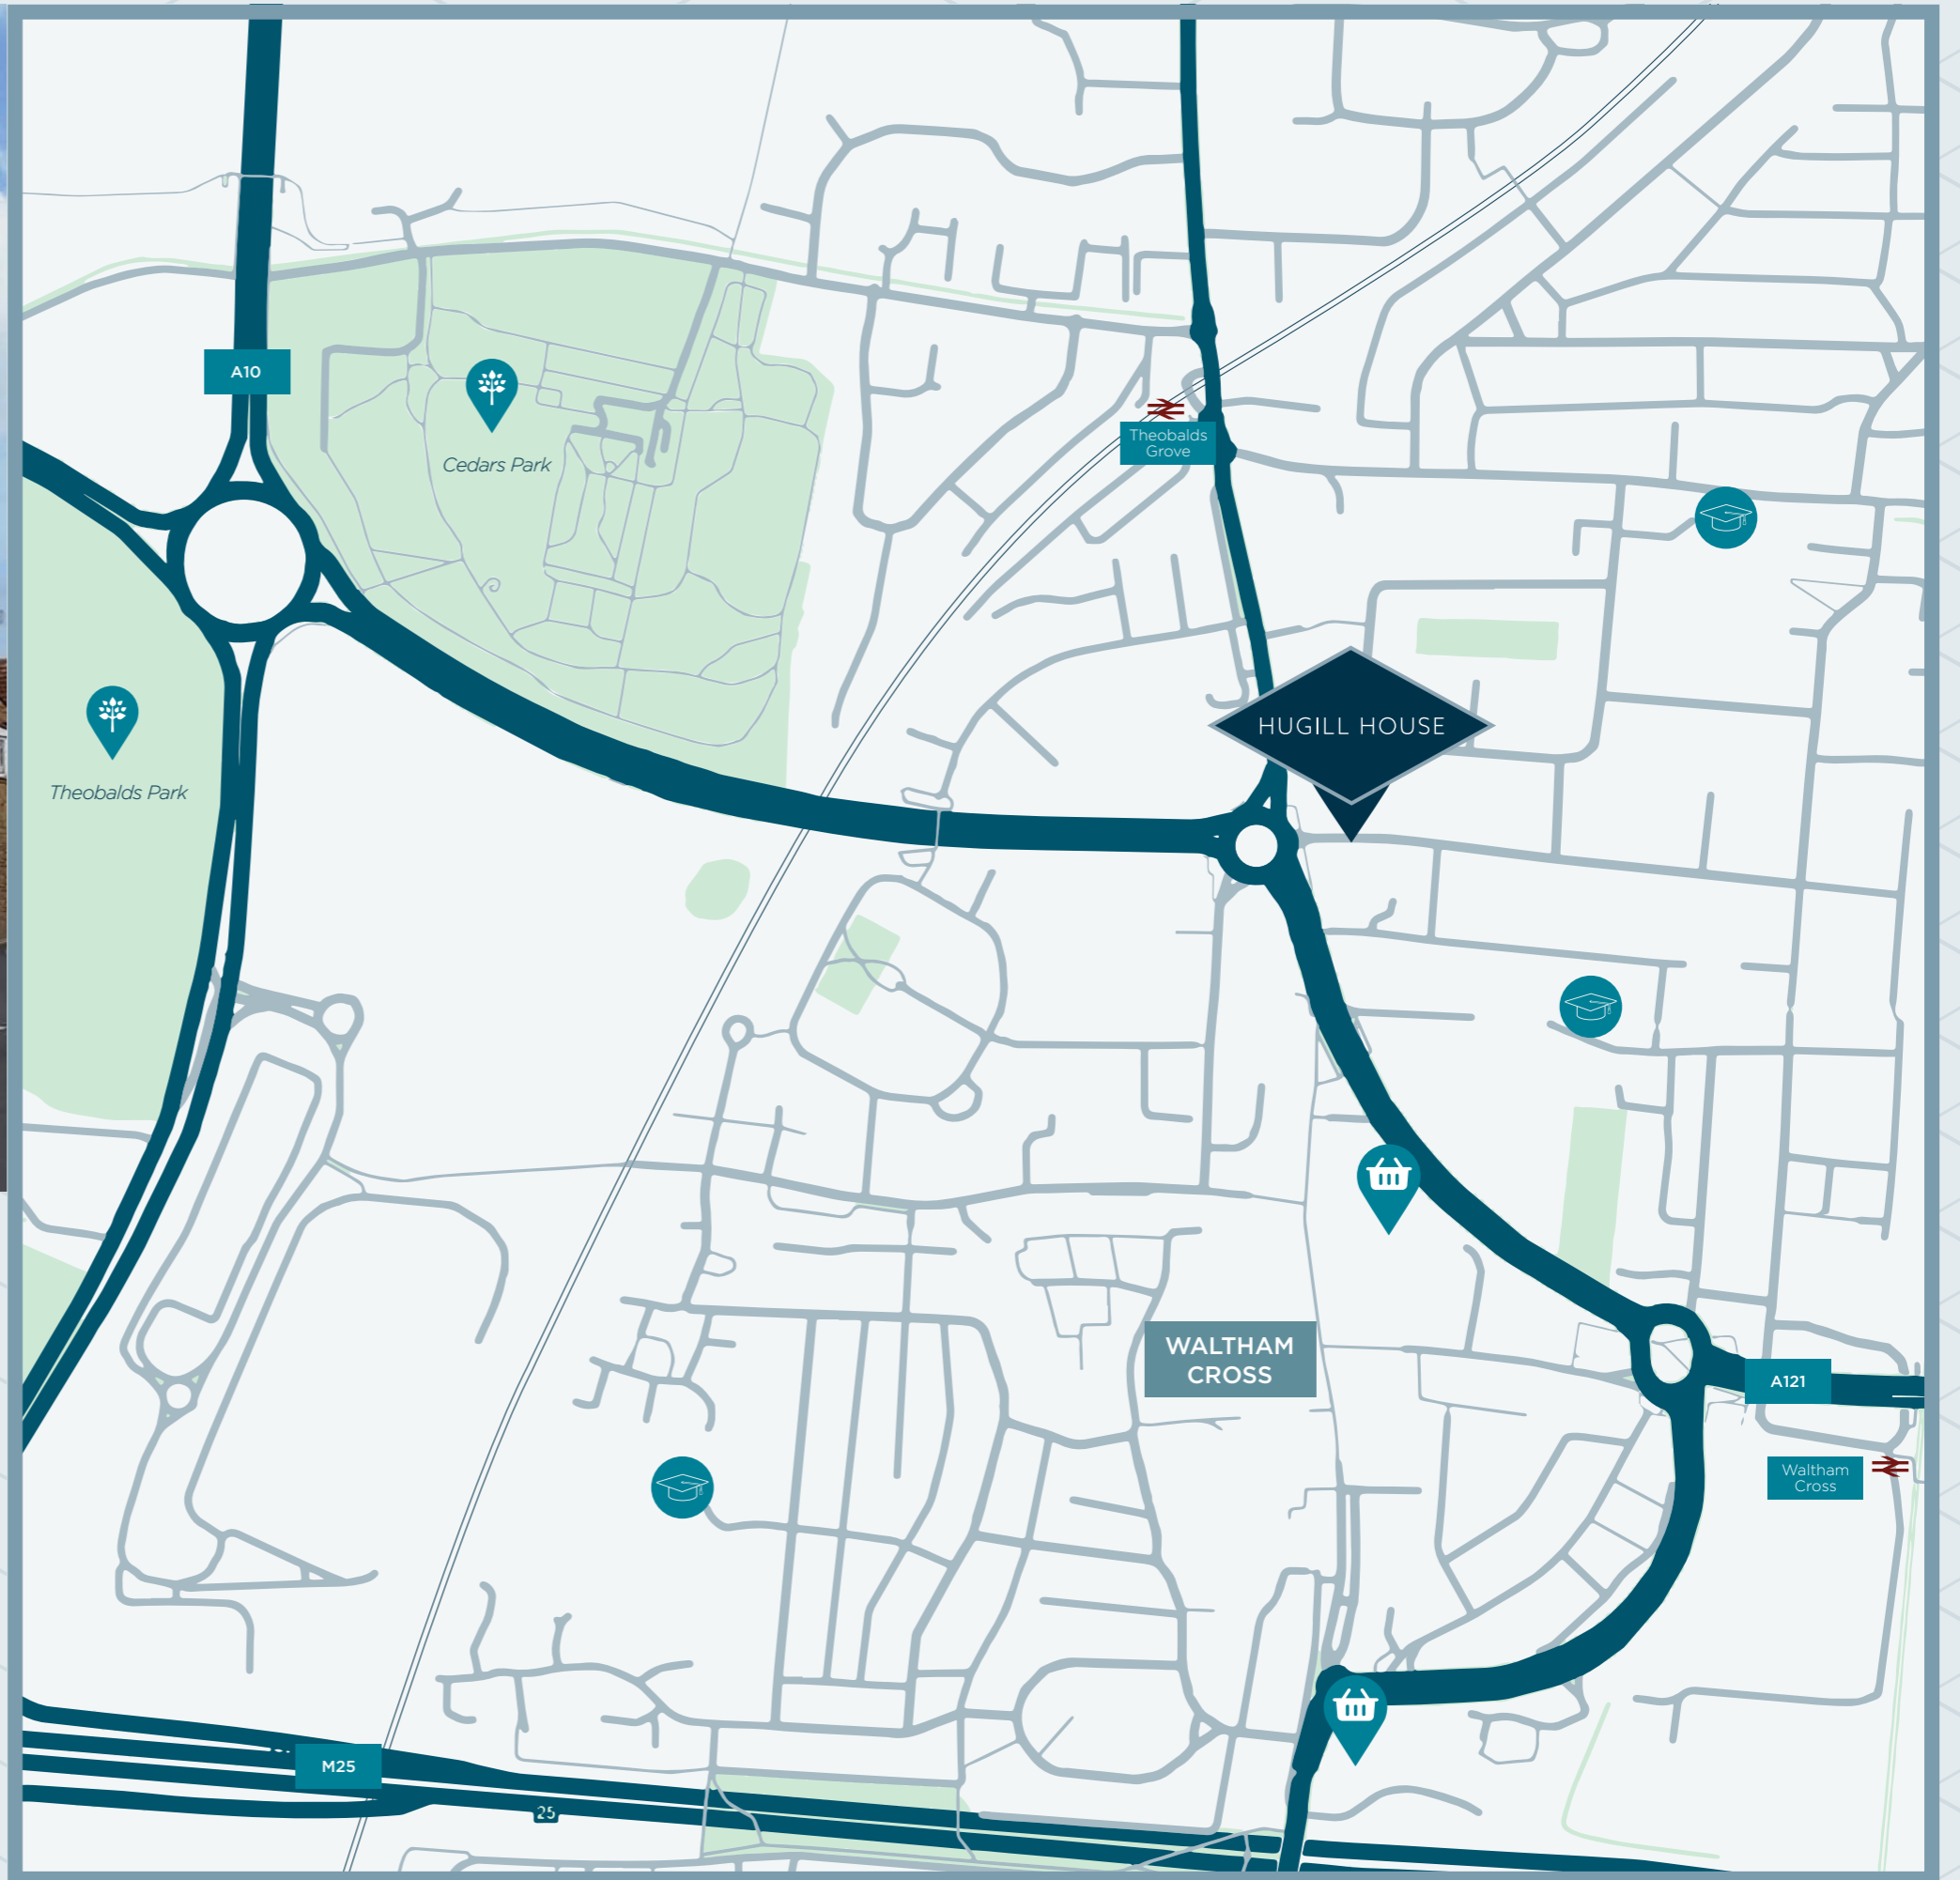 A10
Cedars Park
Theobalds
Grove
HUGILL HOUSE
Theobalds Park
WALTHAM
CROSS
A121
Waltham
Cross
M25
25